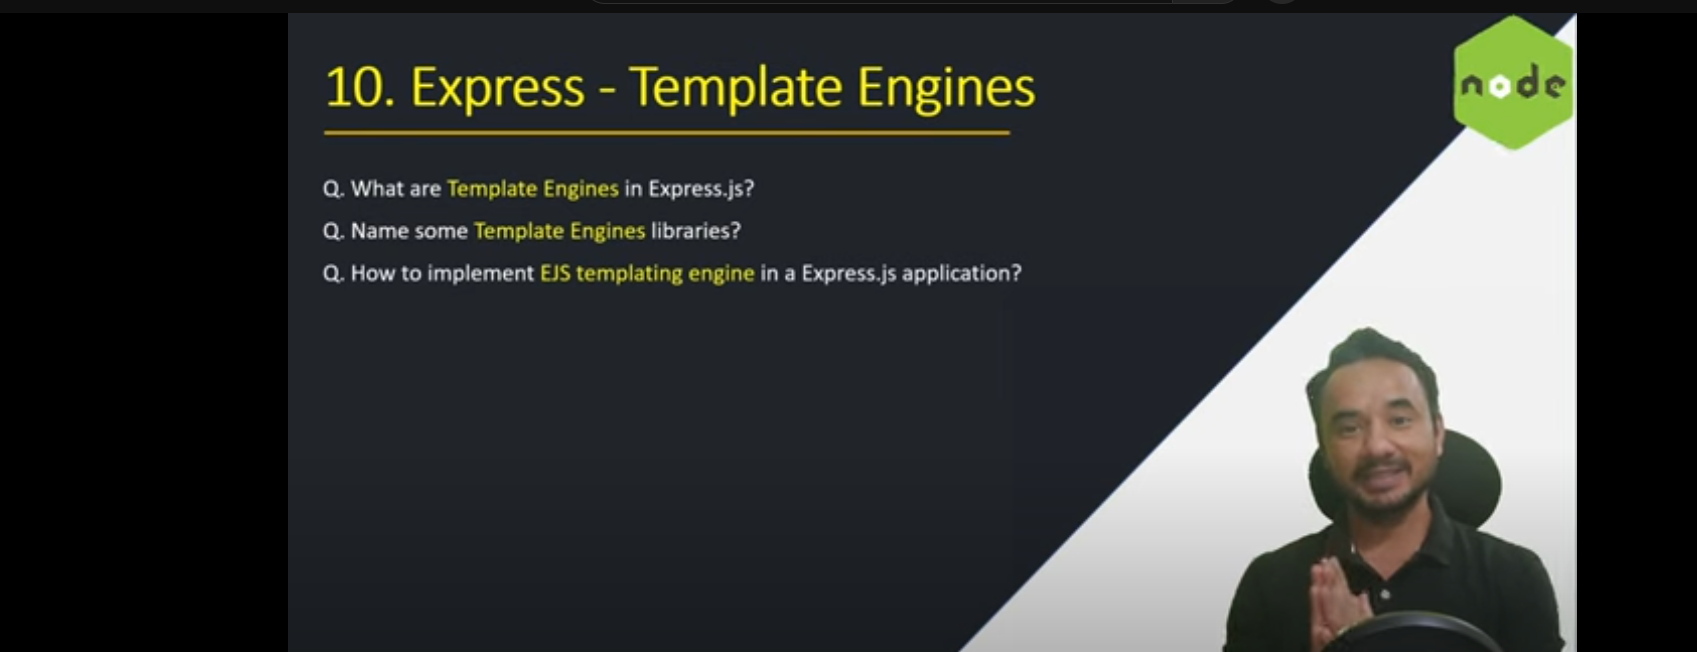 10. Express - Template Engines
node
Q. What are Template Engines in Express.js?
Q. Name some Template Engines libraries?
Q. How to implement EJS templating engine in a Express.js application?